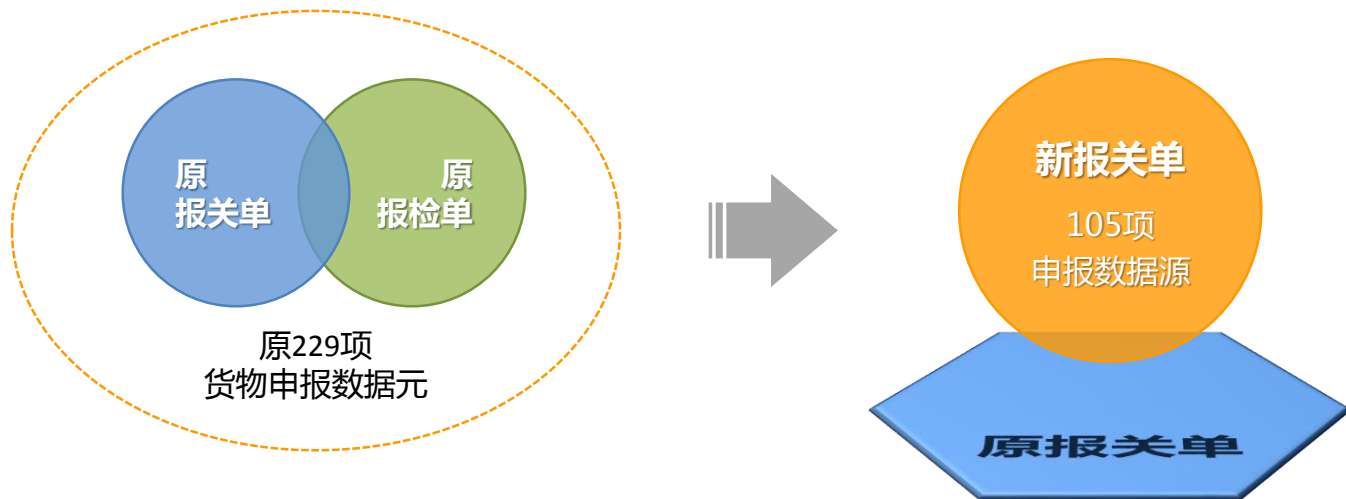 原
报关单
原
报检单
原229项
货物申报数据元
新报关单
105项
申报数据源
原报关单